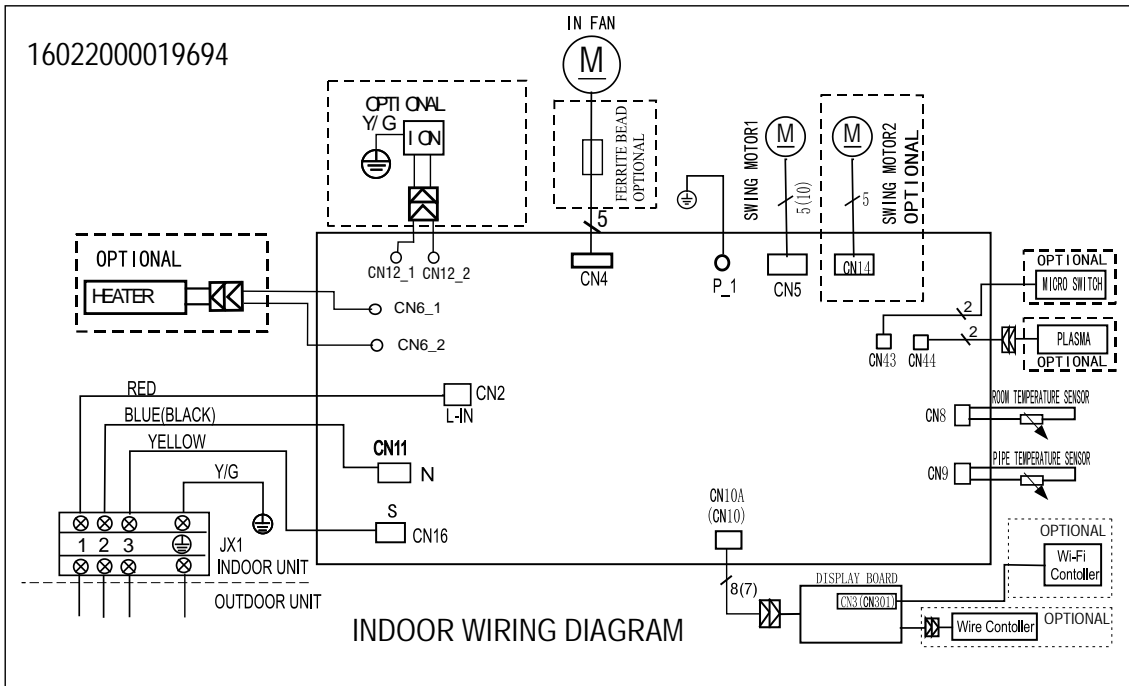 IN FAN
16022000019694
M
OPTIONAL
Y/G
ION
FERRITE BEAD
OPTIONAL
5
SWING MOTOR1
M
5(10)
M
5
SWING MOTOR2
OPTIONAL
OPTIONAL
HEATER
CN12_1
CN12_2
CN4
P_1
CN5
CN14
OPTIONAL
MICRO SWITCH
CN6_1
CN6_2
2
2
CN43
CN44
PLASMA
OPTIONAL
RED
CN2
L-IN
BLUE(BLACK)
CN11
N
YELLOW
Y/G
S
CN16
CN8
ROOM TEMPERATURE SENSOR
CN9
PIPE TEMPERATURE SENSOR
CN10A
(CN10)
1 2 3
JX1
INDOOR UNIT
OUTDOOR UNIT
8(7)
DISPLAY BOARD
CN3(CN301)
OPTIONAL
Wi-Fi
Contoller
Wire Contoller
OPTIONAL
INDOOR WIRING DIAGRAM